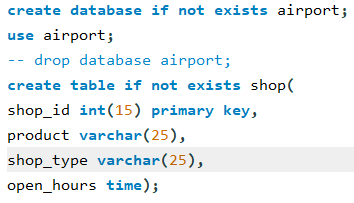 create database if not exists airport;
use airport;
-- drop database airport;
create table if not exists shop(
shop_id int(15) primary key,
product varchar(25),
shop_type varchar(25),
open_hours time);